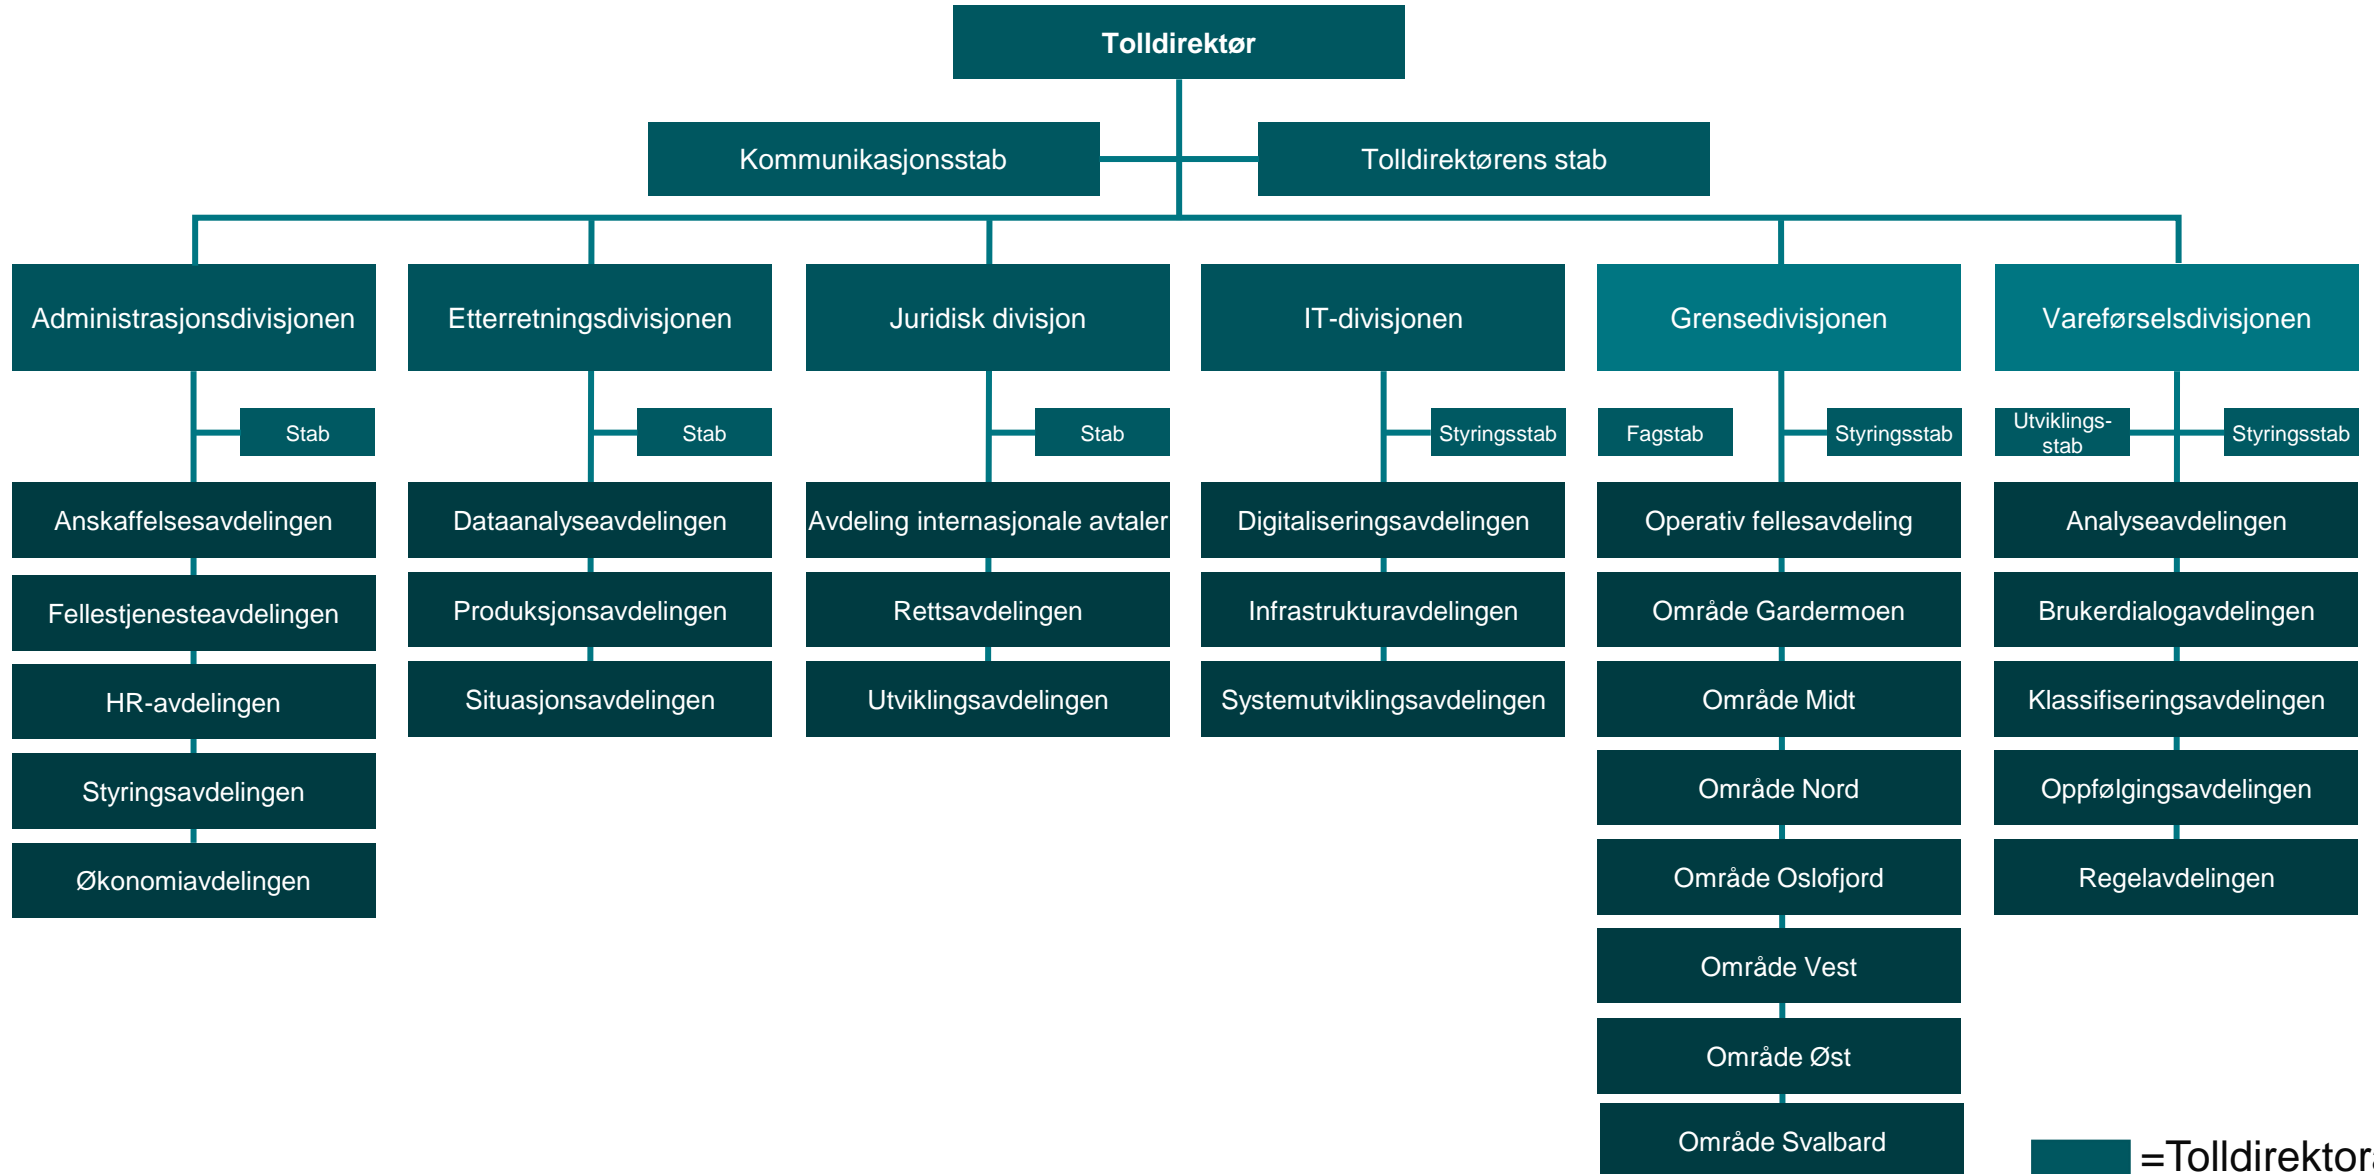 Tolldirektør
Kommunikasjonsstab
Tolldirektørens stab
Administrasjonsdivisjonen
Etterretningsdivisjonen
Juridisk divisjon
IT-divisjonen
Grensedivisjonen
Vareførselsdivisjonen
Stab
Stab
Stab
Styringsstab
Fagstab
Styringsstab
Utviklings-
stab
Styringsstab
Anskaffelsesavdelingen
Dataanalyseavdelingen
Avdeling internasjonale avtaler
Digitaliseringsavdelingen
Operativ fellesavdeling
Analyseavdelingen
Fellestjenesteavdelingen
Produksjonsavdelingen
Rettsavdelingen
Infrastrukturavdelingen
Område Gardermoen
Brukerdialogavdelingen
HR-avdelingen
Situasjonsavdelingen
Utviklingsavdelingen
Systemutviklingsavdelingen
Område Midt
Klassifiseringsavdelingen
Styringsavdelingen
Område Nord
Oppfølgingsavdelingen
Økonomiavdelingen
Område Oslofjord
Regelavdelingen
Område Vest
Område Øst
Område Svalbard